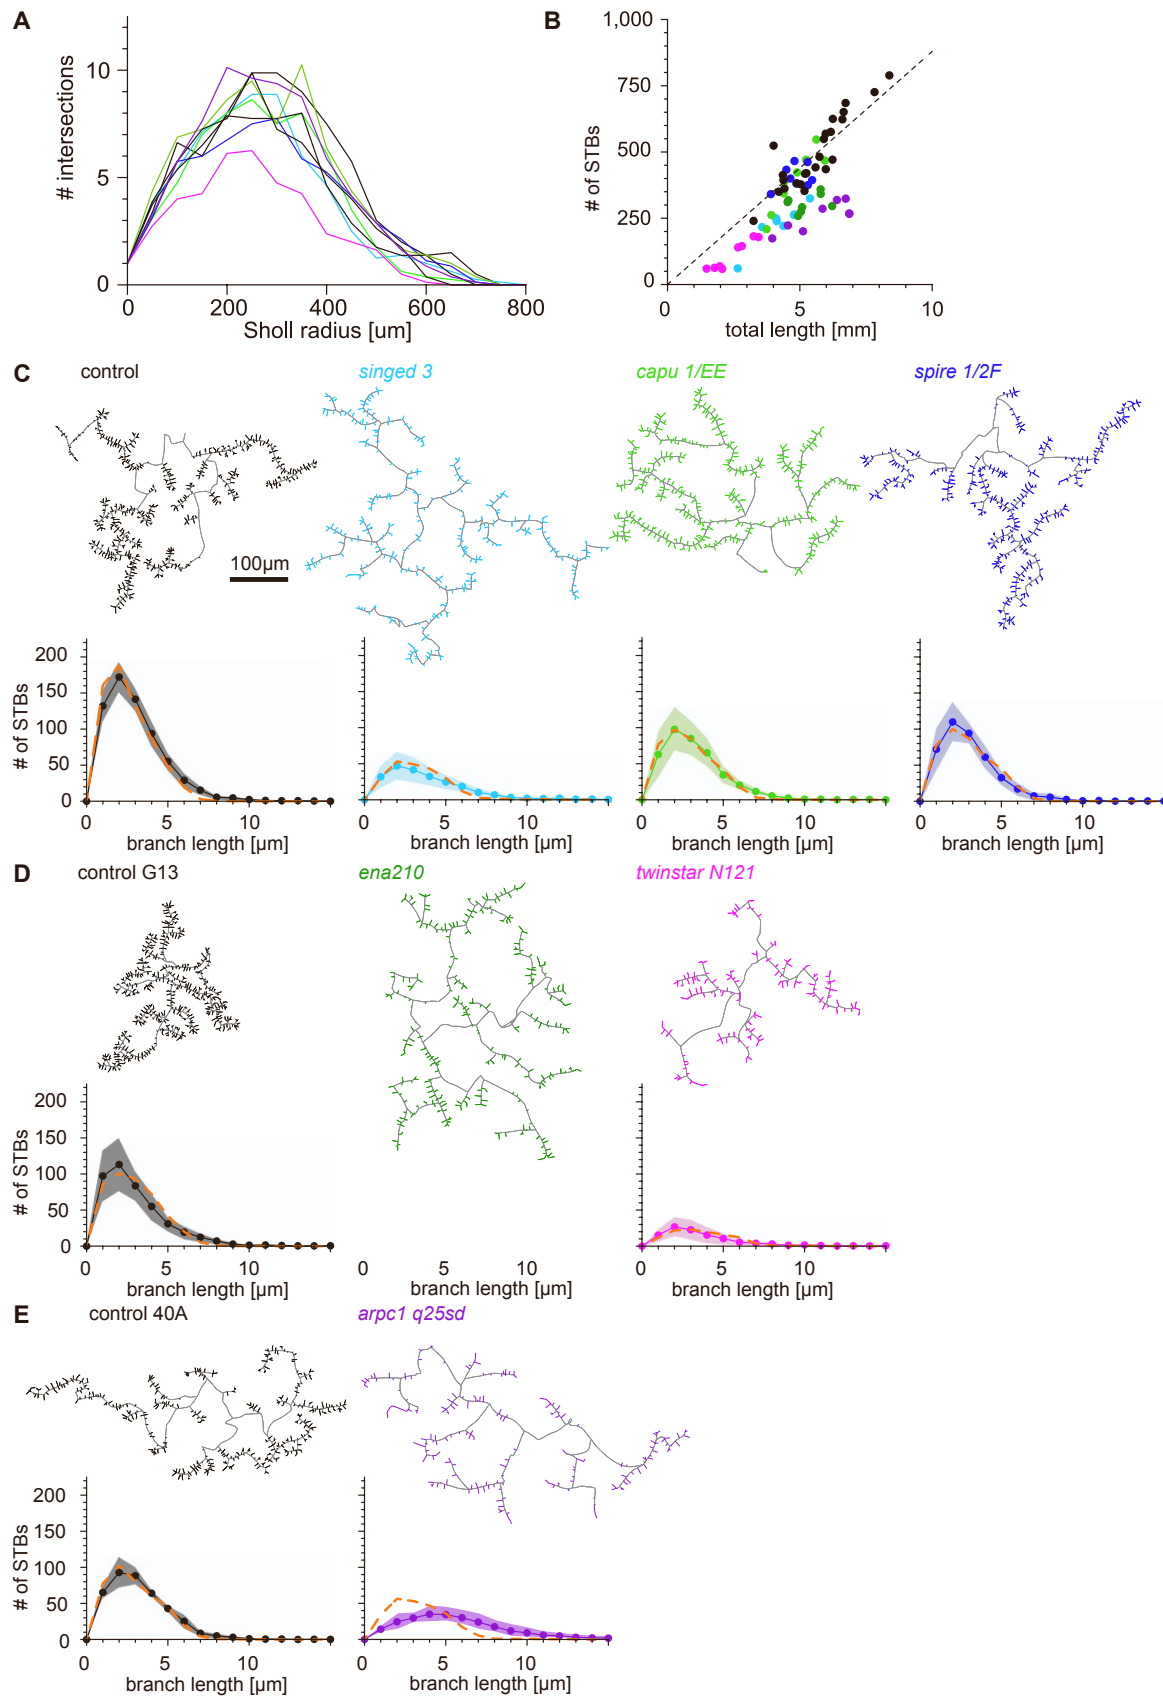 A
# intersections
10
5
0
0
200
400
600
800
Sholl radius [um]
B
# of STBs
1,000
750
500
250
0
0
5
10
total length [mm]
C
control
singed 3
capu 1/EE
spire 1/2F
100µm
# of STBs
200
150
100
50
0
0
5
10
branch length [µm]
0
5
10
branch length [µm]
0
5
10
branch length [µm]
0
5
10
branch length [µm]
D
control G13
ena210
twinstar N121
# of STBs
200
150
100
50
0
0
5
10
branch length [µm]
0
5
10
branch length [µm]
0
5
10
branch length [µm]
E
control 40A
arpc1 q25sd
# of STBs
200
150
100
50
0
0
5
10
branch length [µm]
0
5
10
branch length [µm]